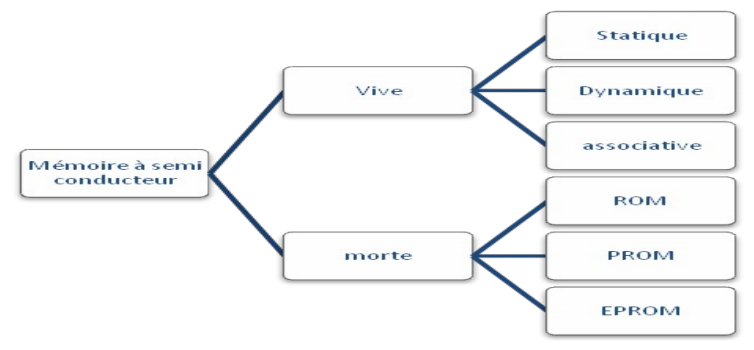 Statique
Vive
Dynamique
associative
Mémoire à semi
conducteur
ROM
morte
PROM
EPROM